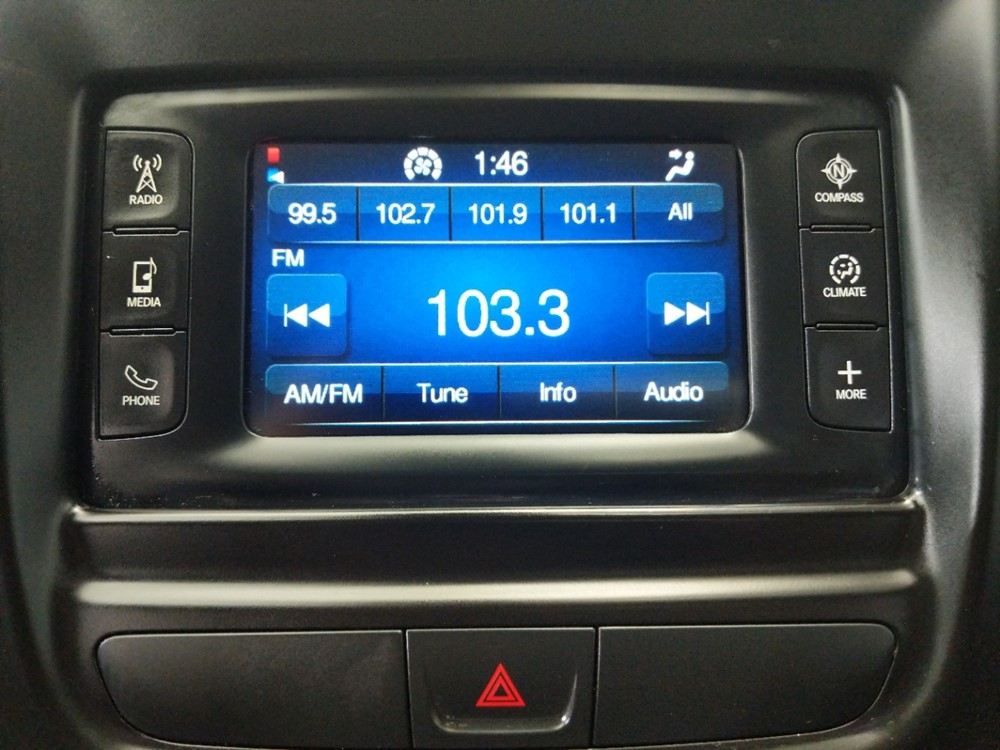 1:46
99.5 102.7 101.9 101.1 All
FM
103.3
AM/FM Tune Info Audio
RADIO
MEDIA
PHONE
N
COMPASS
CLIMATE
MORE